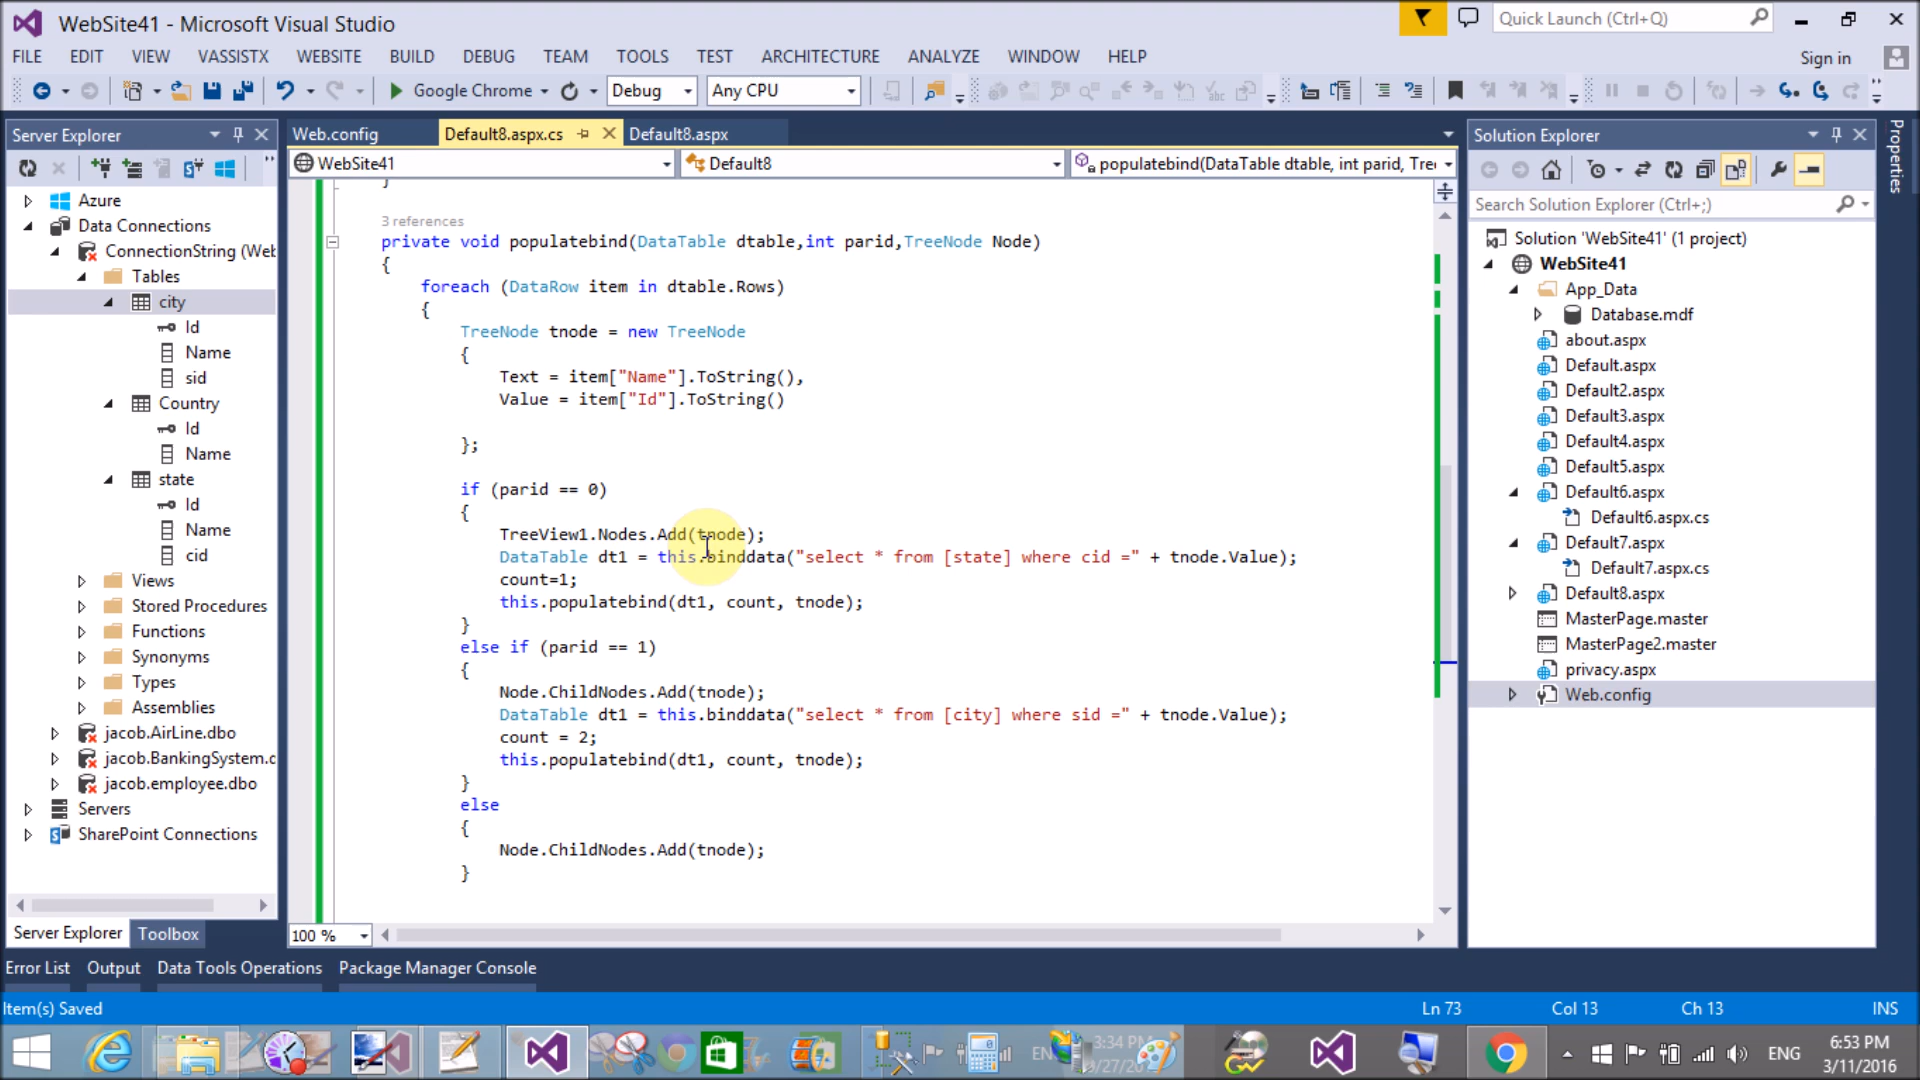 WebSite41 - Microsoft Visual Studio
Quick Launch (Ctrl+Q)
FILE EDIT VIEW VASSISTX WEBSITE BUILD DEBUG TEAM TOOLS TEST ARCHITECTURE ANALYZE WINDOW HELP
Sign in
Google Chrome Debug Any CPU
Server Explorer
Azure
Data Connections
ConnectionString (Wel
Tables
city
Id
Name
sid
Country
Id
Name
state
Id
Name
cid
Views
Stored Procedures
Functions
Synonyms
Types
Assemblies
jacob.AirLine.dbo
jacob.BankingSystem.c
jacob.employee.dbo
Servers
SharePoint Connections
Server Explorer Toolbox
Web.config Default8.aspx.cs Default8.aspx
WebSite41 Default8 populatebind(DataTable dtable, int parid, Tree
}
3 references
private void populatebind(DataTable dtable,int parid,TreeNode Node)
{
foreach (DataRow item in dtable.Rows)
{
TreeNode tnode = new TreeNode
{
Text = item["Name"].ToString(),
Value = item["Id"].ToString()
};
if (parid == 0)
{
TreeView1.Nodes.Add(tnode);
DataTable dt1 = this.binddata("select * from [state] where cid =" + tnode.Value);
count=1;
this.populatebind(dt1, count, tnode);
}
else if (parid == 1)
{
Node.ChildNodes.Add(tnode);
DataTable dt1 = this.binddata("select * from [city] where sid =" + tnode.Value);
count = 2;
this.populatebind(dt1, count, tnode);
}
else
{
Node.ChildNodes.Add(tnode);
}
100 %
Solution Explorer
Search Solution Explorer (Ctrl+;)
Solution 'WebSite41' (1 project)
WebSite41
App_Data
Database.mdf
about.aspx
Default.aspx
Default2.aspx
Default3.aspx
Default4.aspx
Default5.aspx
Default6.aspx
Default6.aspx.cs
Default7.aspx
Default7.aspx.cs
Default8.aspx
MasterPage.master
MasterPage2.master
privacy.aspx
Web.config
Properties
Error List Output Data Tools Operations Package Manager Console
Item(s) Saved
Ln 73 Col 13 Ch 13 INS
EN
3:34 PM
ENG
6:53 PM
3/11/2016